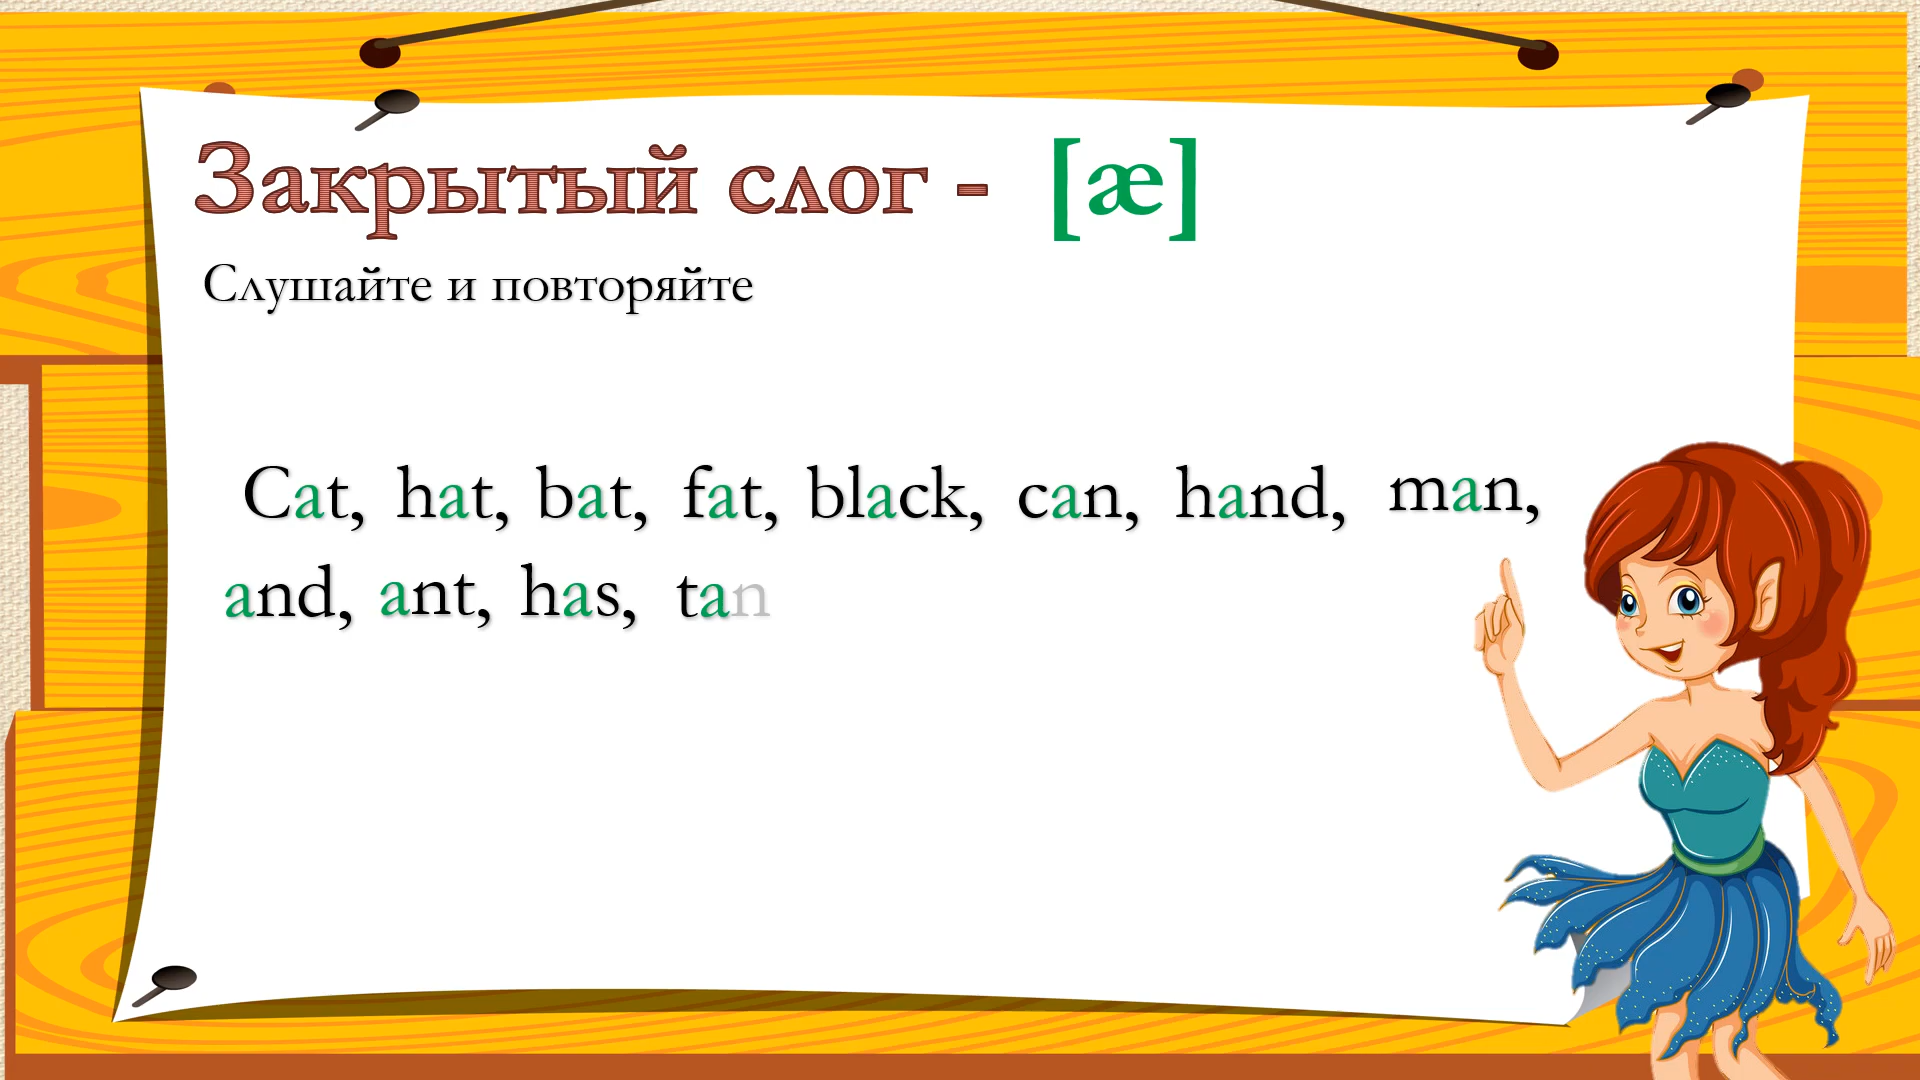 Закрытый слог - [æ]
Слушайте и повторяйте
Cat, hat, bat, fat, black, can, hand, man,
and, ant, has, tan